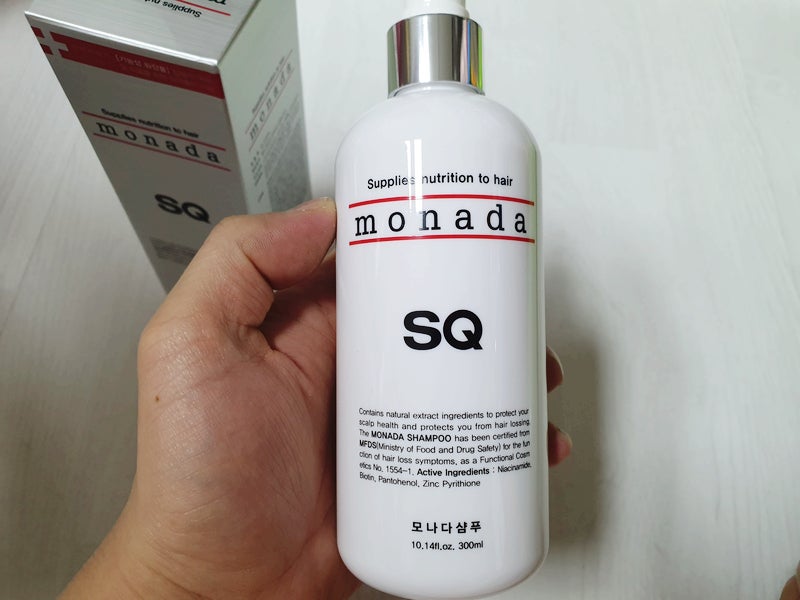 Supplies nutrition to hair
monada
SQ
Supplies nutrition to hair
monada
SQ
Contains natural extract ingredients to protect your
scalp health and protects you from hair lossing.
The MONADA SHAMPOO has been certified from
MFDS(Ministry of Food and Drug Safety) for the fun
ction of hair loss symptoms, as a Functional Cosm
etics No. 1554-1. Active Ingredients : Niacinamide,
Biotin, Pantohenol, Zinc Pyrithione
모나다샴푸
10.14fl.oz. 300ml